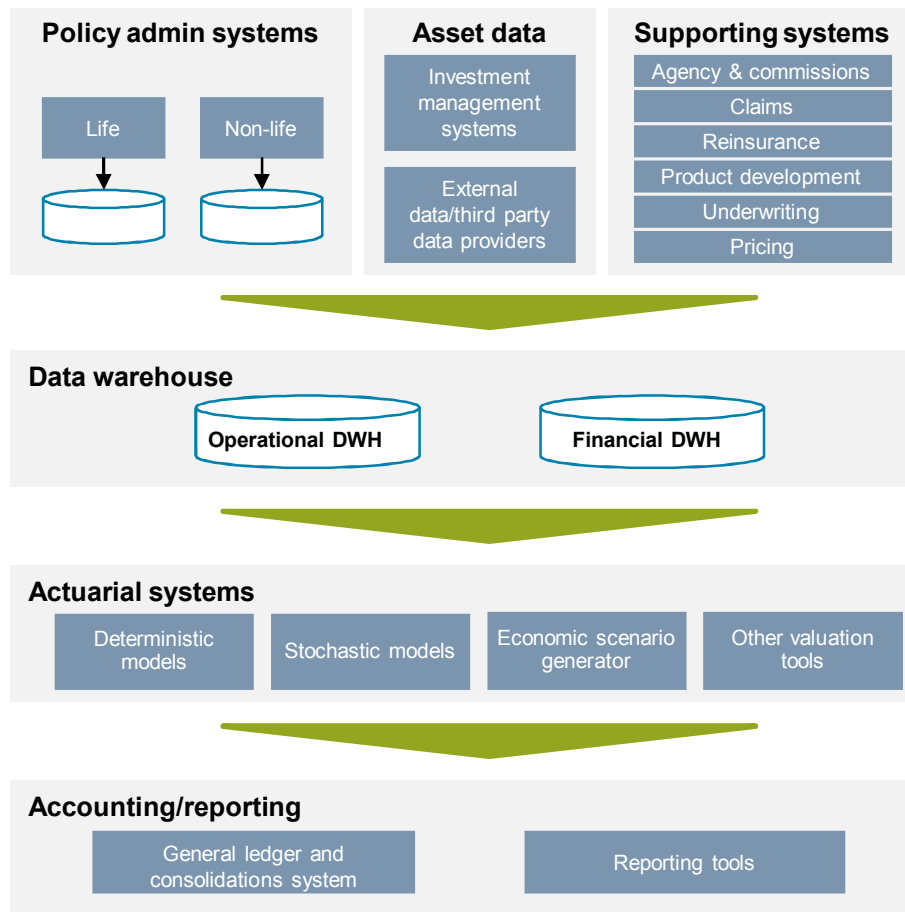 Policy admin systems
Life
Non-life
Asset data
Investment
management
systems
External
data/third party
data providers
Supporting systems
Agency & commissions
Claims
Reinsurance
Product development
Underwriting
Pricing
Data warehouse
Operational DWH
Financial DWH
Actuarial systems
Deterministic
models
Stochastic models
Economic scenario
generator
Other valuation
tools
Accounting/reporting
General ledger and
consolidations system
Reporting tools